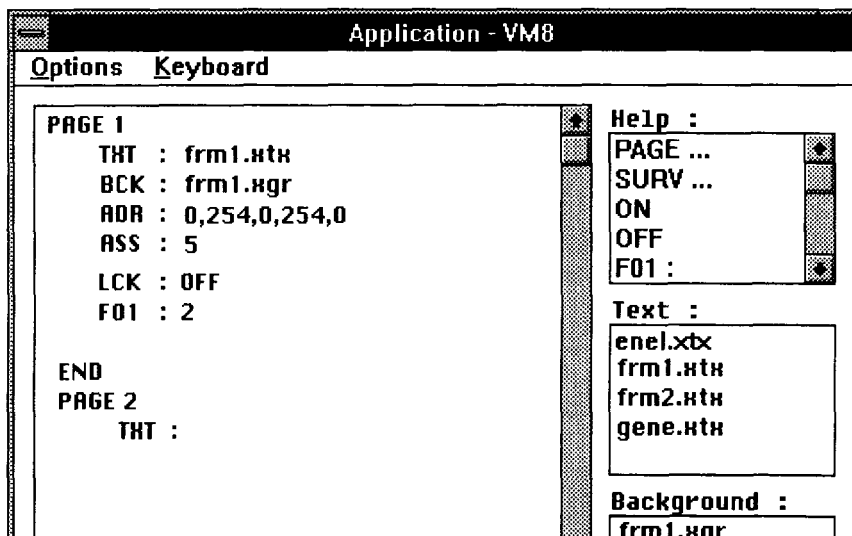 Application - VM8
Options Keyboard
PAGE 1
TXT : frm1.xtx
BCK : frm1.xgr
ADR : 0,254,0,254,0
ASS : 5
LCK : OFF
F01 : 2
END
PAGE 2
TXT :
Help :
PAGE ...
SURV ...
ON
OFF
F01 :
Text :
enel.xtx
frm1.xtx
frm2.xtx
gene.xtx
Background :
frm1.xgr